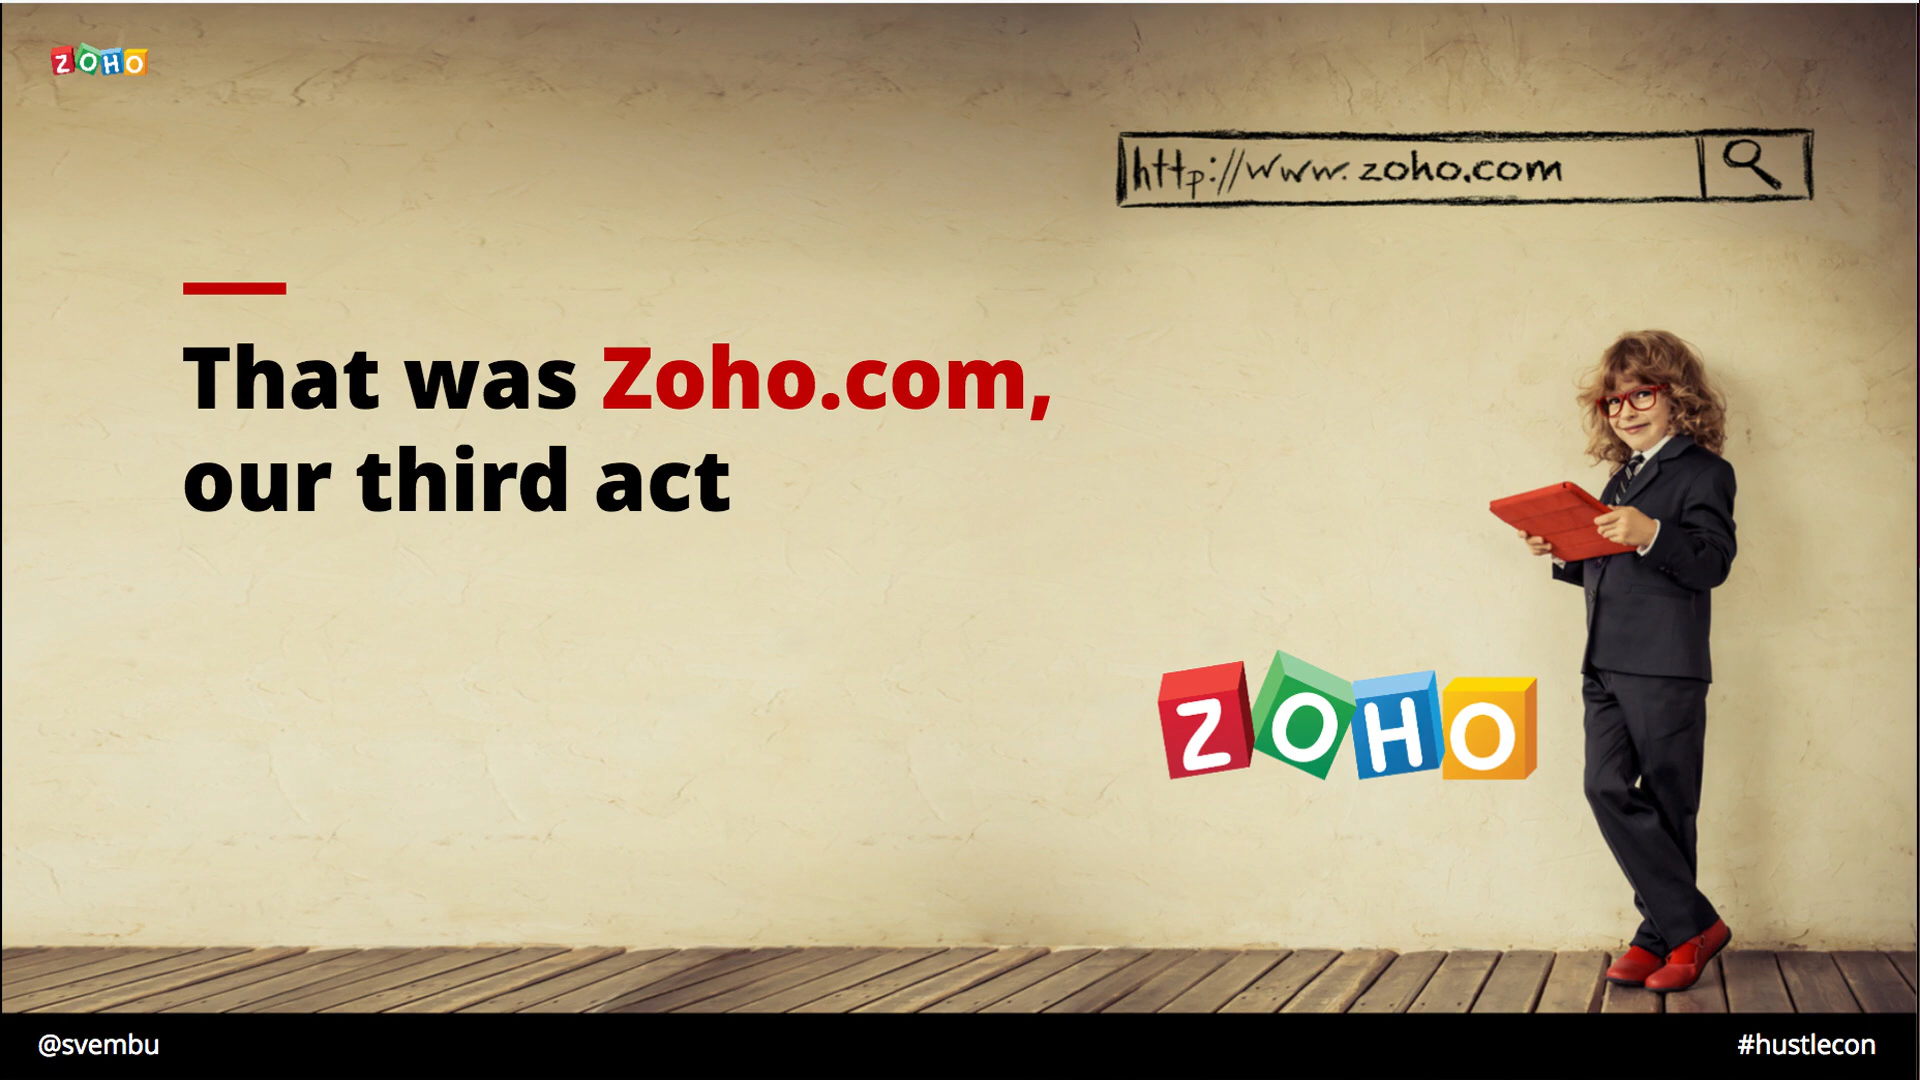 ZOHO
http://www.zoho.com
That was Zoho.com,
our third act
ZOHO
@svembu
#hustlecon